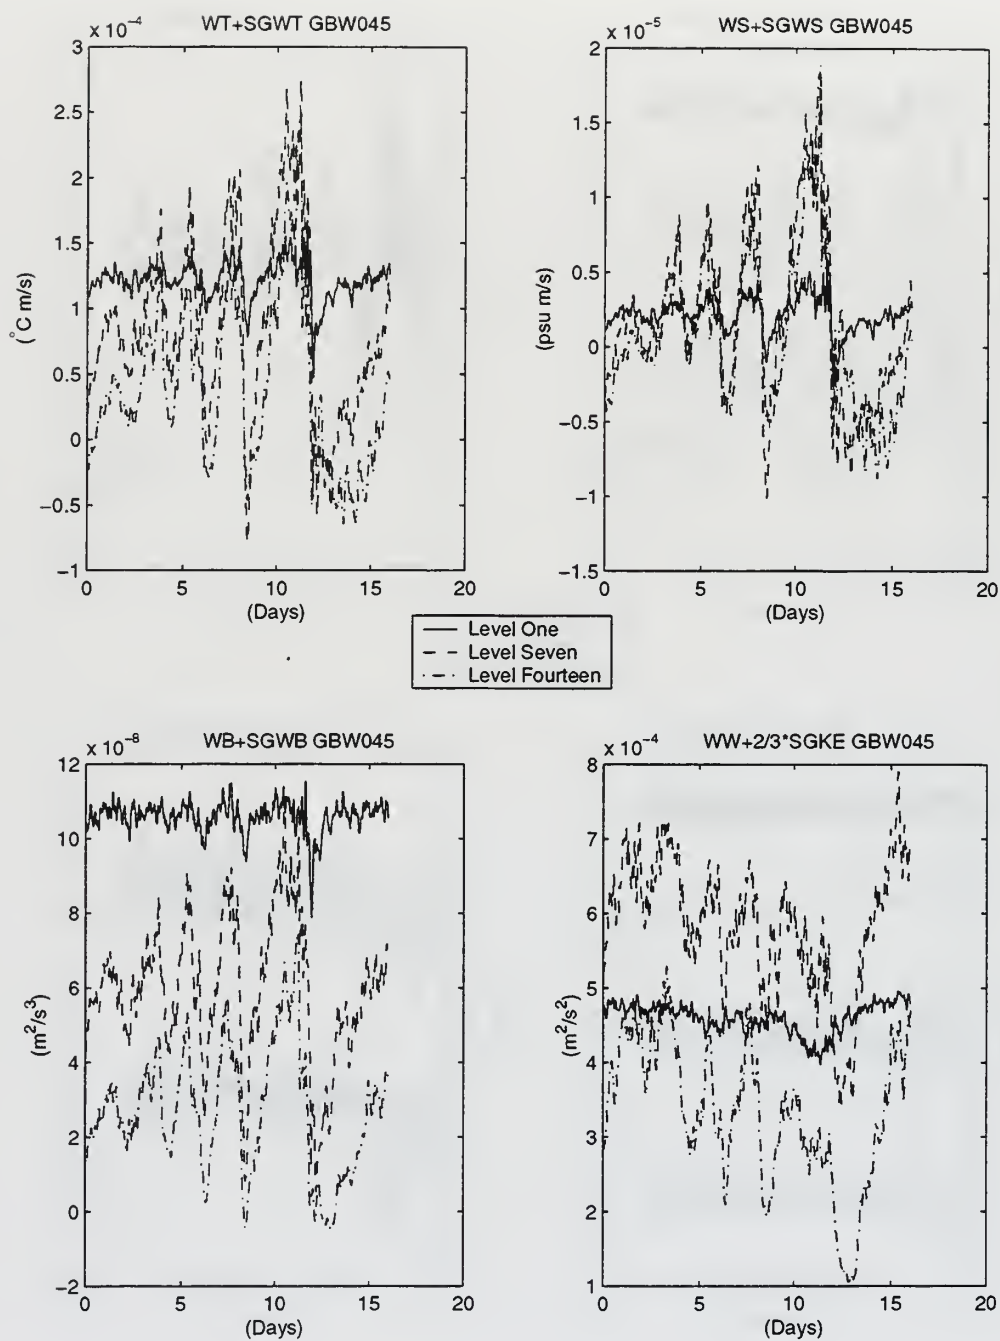 WT+SGWT GBW045
x 10⁻⁴
3
2.5
2
1.5
1
0.5
0
−0.5
−1
(°C m/s)
0 5 10 15 20
(Days)
WS+SGWS GBW045
x 10⁻⁵
2
1.5
1
0.5
0
−0.5
−1
−1.5
(psu m/s)
0 5 10 15 20
(Days)
Level One
Level Seven
Level Fourteen
WB+SGWB GBW045
x 10⁻⁸
12
10
8
6
4
2
0
−2
(m²/s³)
0 5 10 15 20
(Days)
WW+2/3*SGKE GBW045
x 10⁻⁴
8
7
6
5
4
3
2
1
(m²/s²)
0 5 10 15 20
(Days)